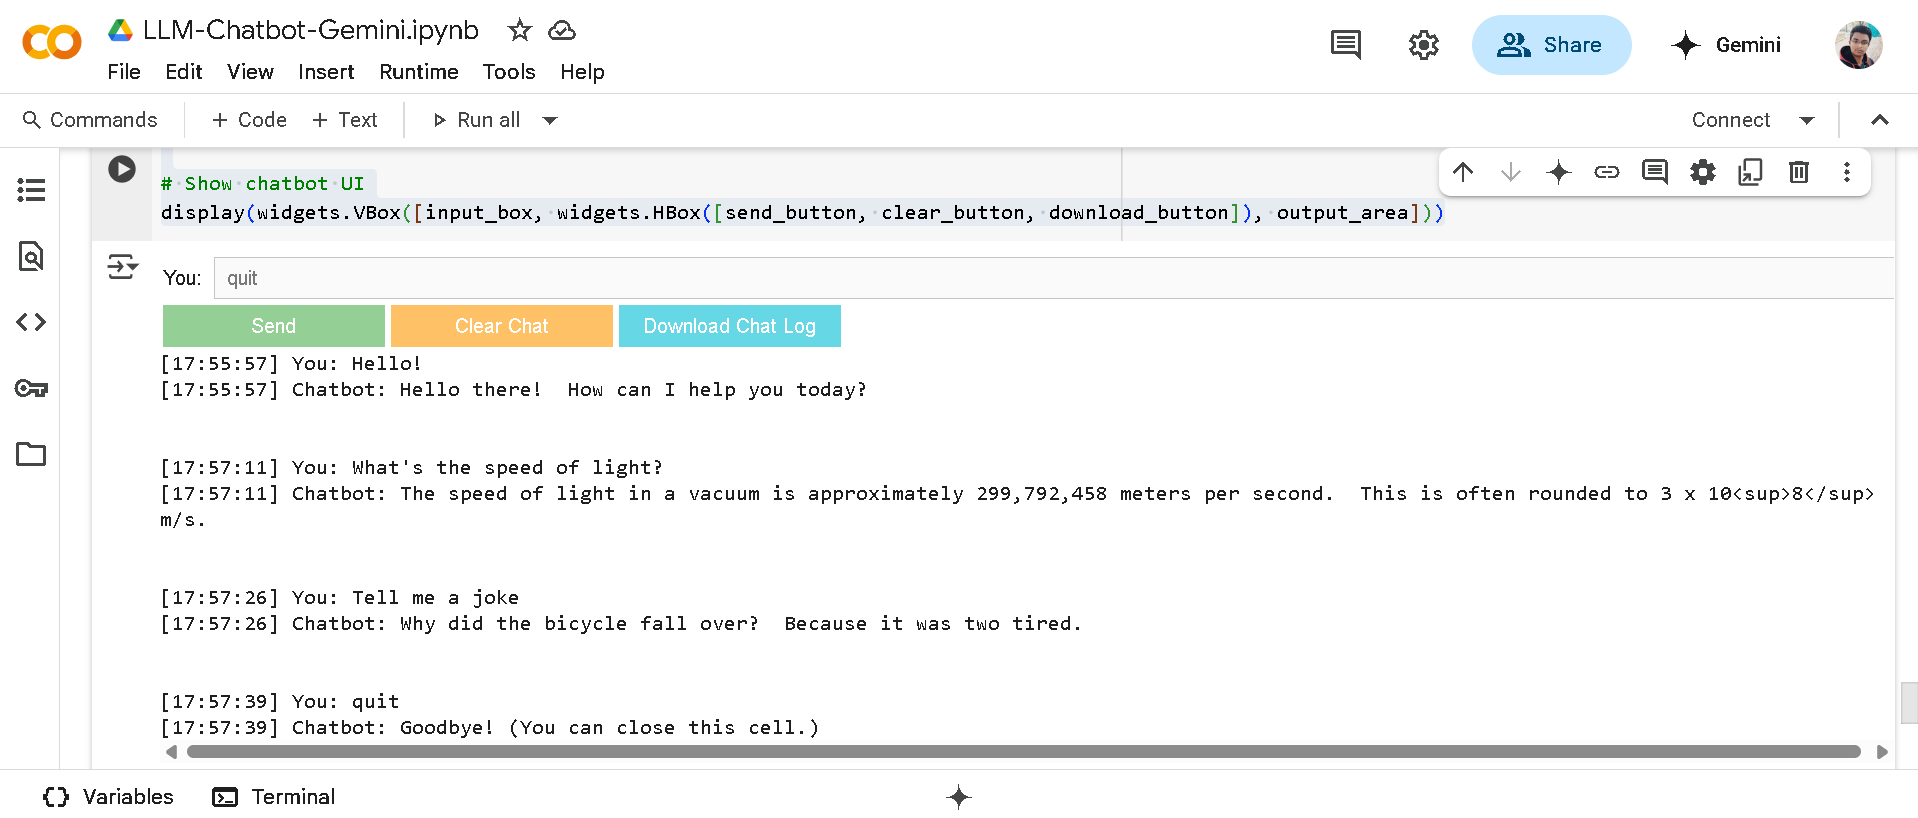 LLM-Chatbot-Gemini.ipynb
File Edit View Insert Runtime Tools Help
Share
Gemini
Commands + Code + Text Run all Connect
# Show chatbot UI
display(widgets.VBox([input_box, widgets.HBox([send_button, clear_button, download_button]), output_area]))
You: quit
Send Clear Chat Download Chat Log
[17:55:57] You: Hello!
[17:55:57] Chatbot: Hello there!  How can I help you today?
[17:57:11] You: What's the speed of light?
[17:57:11] Chatbot: The speed of light in a vacuum is approximately 299,792,458 meters per second.  This is often rounded to 3 x 10<sup>8</sup>
m/s.
[17:57:26] You: Tell me a joke
[17:57:26] Chatbot: Why did the bicycle fall over?  Because it was two tired.
[17:57:39] You: quit
[17:57:39] Chatbot: Goodbye! (You can close this cell.)
Variables Terminal